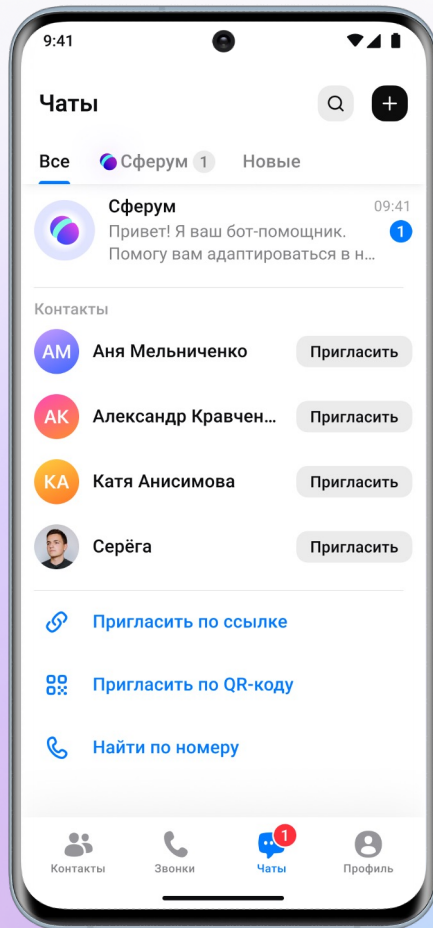 9:41
Чаты
Все Сферум 1 Новые
Сферум 09:41
Привет! Я ваш бот-помощник. 1
Помогу вам адаптироваться в н...
Контакты
АМ Аня Мельниченко Пригласить
АК Александр Кравчен... Пригласить
КА Катя Анисимова Пригласить
Серёга Пригласить
Пригласить по ссылке
Пригласить по QR-коду
Найти по номеру
1
Контакты Звонки Чаты Профиль